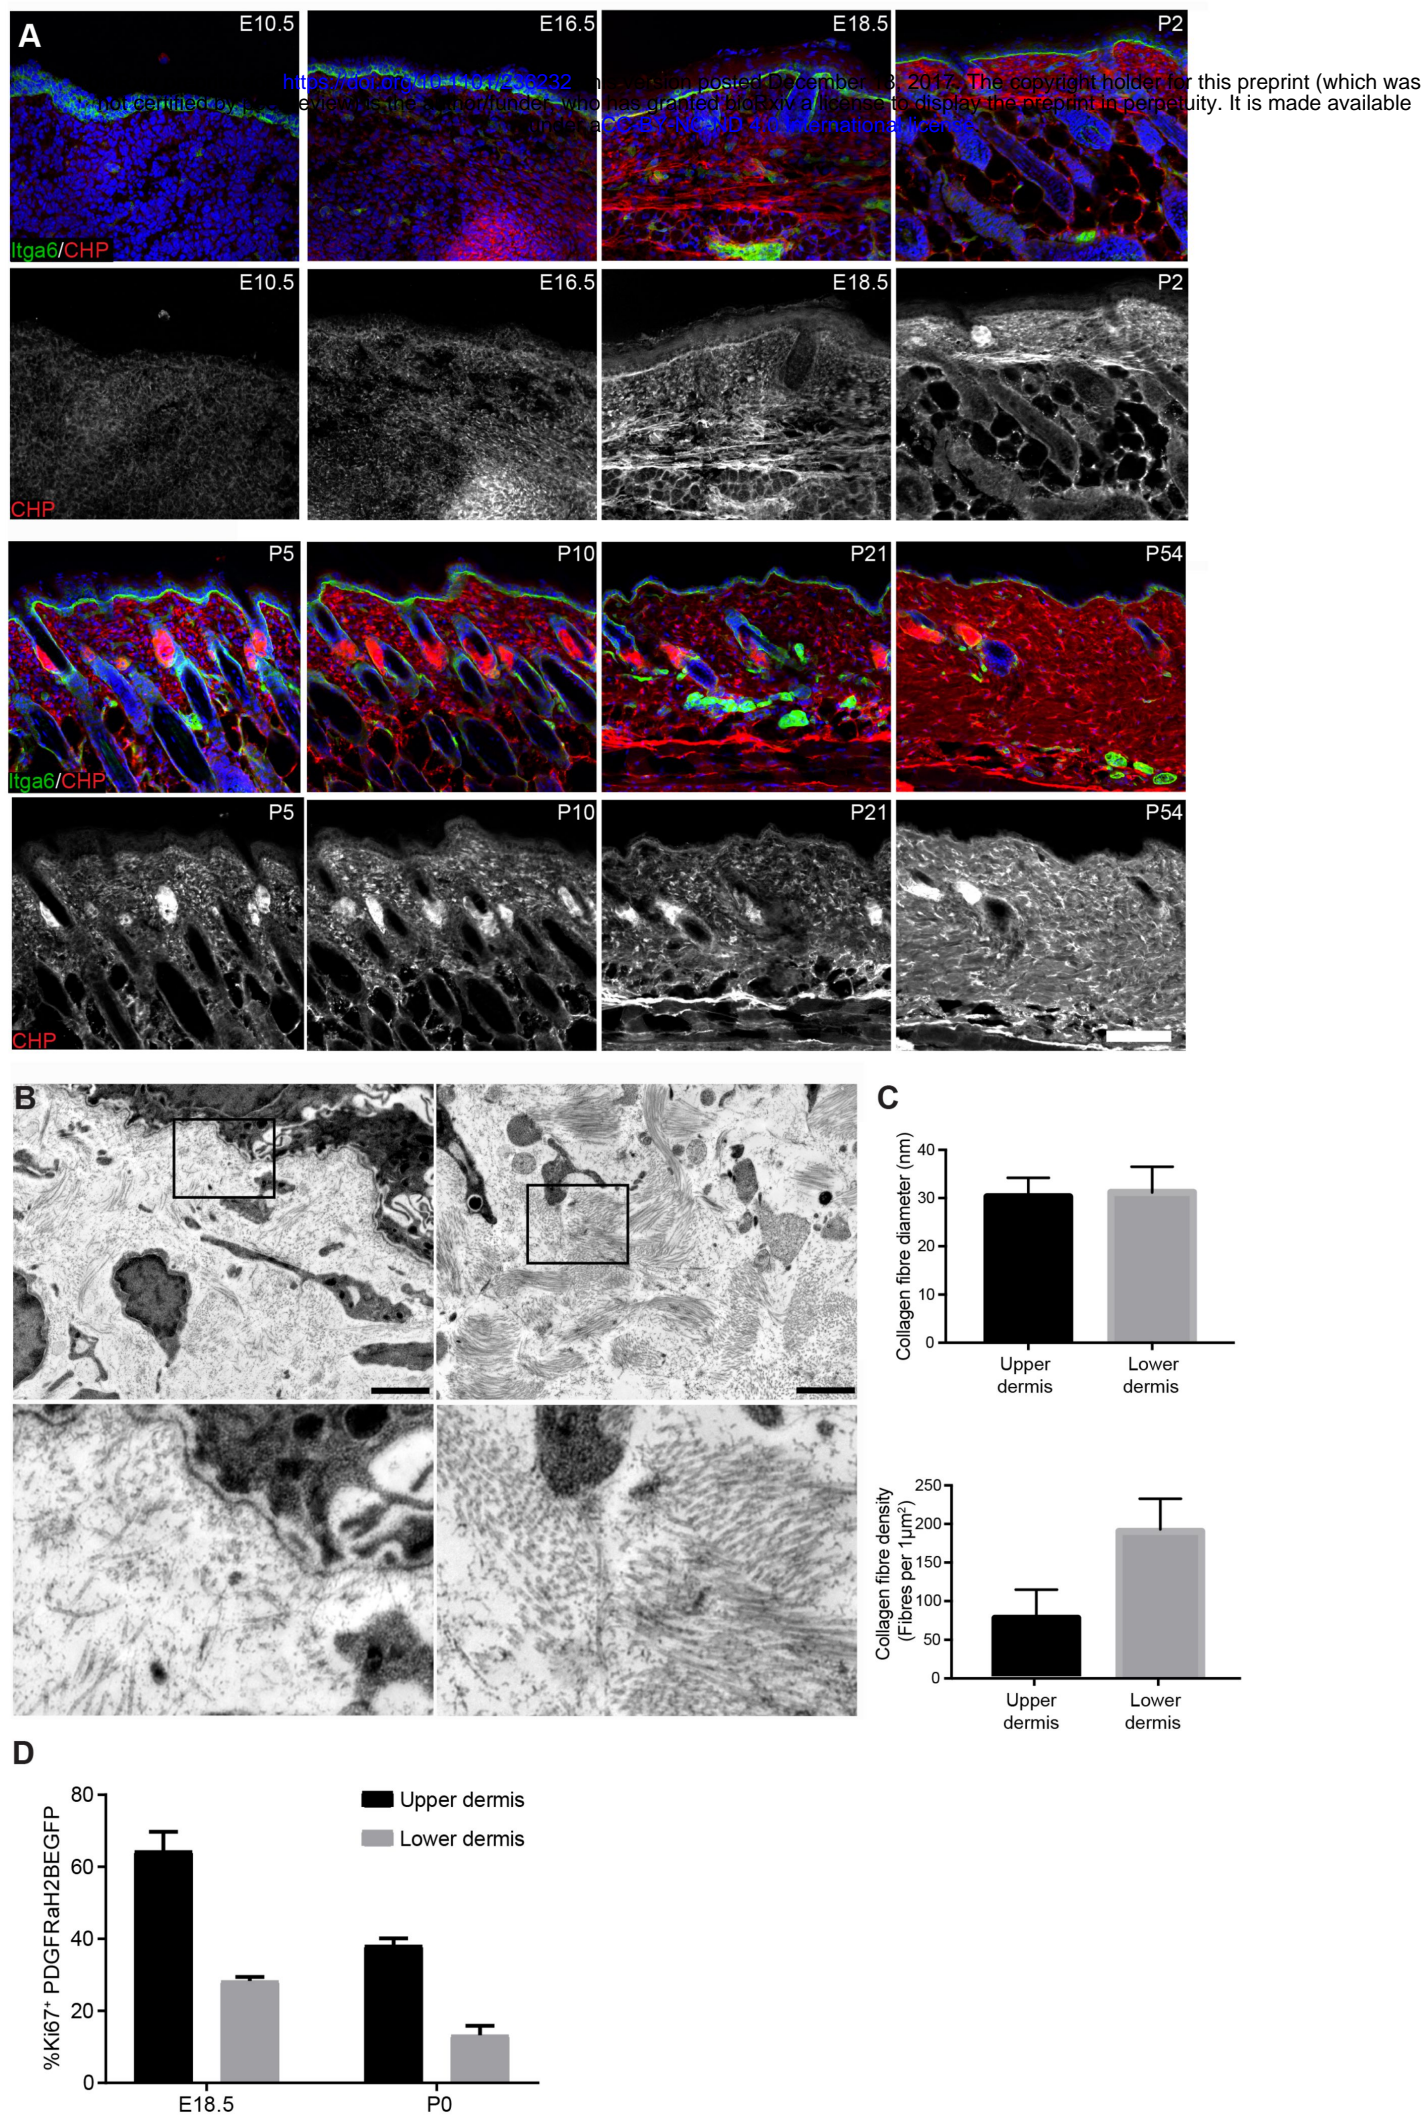 A
E10.5
E16.5
E18.5
P2
https://doi.org/10.1101/233232
version posted December 18, 2017. The copyright holder for this preprint (which was
not certified by is the author/funder, who has granted bioRxiv a license to display the preprint in perpetuity. It is made available
under aCC-BY-NC-ND 4.0 International license
Itga6/CHP
E10.5
E16.5
E18.5
P2
CHP
P5
P10
P21
P54
Itga6/CHP
P5
P10
P21
P54
CHP
B
C
Collagen fibre diameter (nm)
40
30
20
10
0
Upper dermis
Lower dermis
Collagen fibre density
(Fibres per 1µm²)
250
200
150
100
50
0
Upper dermis
Lower dermis
D
%Ki67⁺ PDGFRaH2BEGFP
80
60
40
20
0
Upper dermis
Lower dermis
E18.5
P0